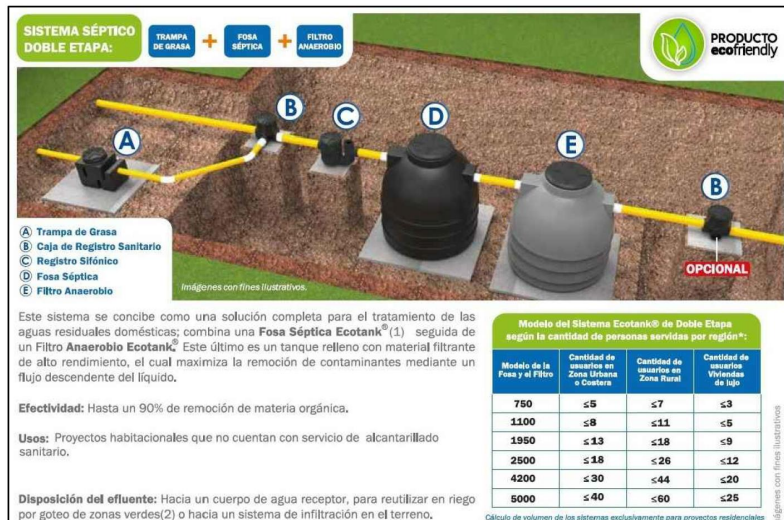 SISTEMA SÉPTICO
DOBLE ETAPA:
TRAMPA
DE GRASA
+
FOSA
SÉPTICA
+
FILTRO
ANAEROBIO
PRODUCTO
ecofriendly
A
B
C
D
E
B
OPCIONAL
A Trampa de Grasa
B Caja de Registro Sanitario
C Registro Sifónico
D Fosa Séptica
E Filtro Anaerobio
Imágenes con fines ilustrativos.
Este sistema se concibe como una solución completa para el tratamiento de las
aguas residuales domésticas; combina una Fosa Séptica Ecotank®(1) seguida de
un Filtro Anaerobio Ecotank®. Este último es un tanque relleno con material filtrante
de alto rendimiento, el cual maximiza la remoción de contaminantes mediante un
flujo descendente del líquido.
Efectividad: Hasta un 90% de remoción de materia orgánica.
Usos: Proyectos habitacionales que no cuentan con servicio de alcantarillado
sanitario.
Disposición del efluente: Hacia un cuerpo de agua receptor, para reutilizar en riego
por goteo de zonas verdes(2) o hacia un sistema de infiltración en el terreno.
Modelo del Sistema Ecotank® de Doble Etapa
según la cantidad de personas servidas por región*:
Modelo de la
Fosa y el Filtro
Cantidad de
usuarios en
Zona Urbana
o Costera
Cantidad de
usuarios en
Zona Rural
Cantidad de
usuarios
Viviendas
de lujo
750 ≤5 ≤7 ≤3
1100 ≤8 ≤11 ≤5
1950 ≤13 ≤18 ≤9
2500 ≤18 ≤26 ≤12
4200 ≤30 ≤44 ≤20
5000 ≤40 ≤60 ≤25
Cálculo de volumen de los sistemas exclusivamente para proyectos residenciales
Imágenes con fines ilustrativos